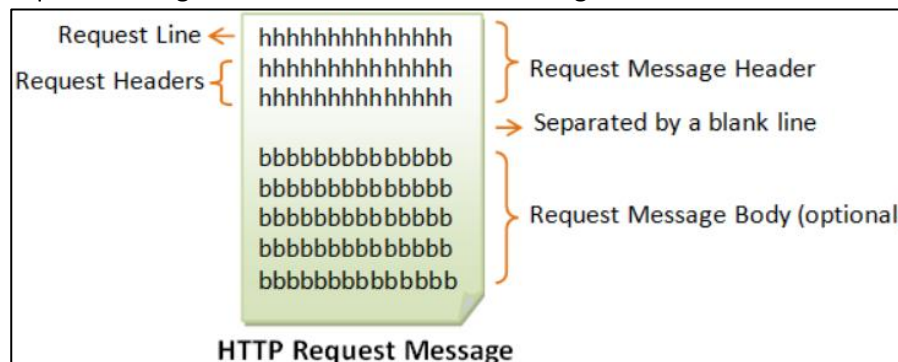 Request Line
Request Headers
hhhhhhhhhhhhhh
hhhhhhhhhhhhhh
hhhhhhhhhhhhhh
Request Message Header
Separated by a blank line
bbbbbbbbbbbbbb
bbbbbbbbbbbbbb
bbbbbbbbbbbbbb
bbbbbbbbbbbbbb
bbbbbbbbbbbbbb
Request Message Body (optional
HTTP Request Message